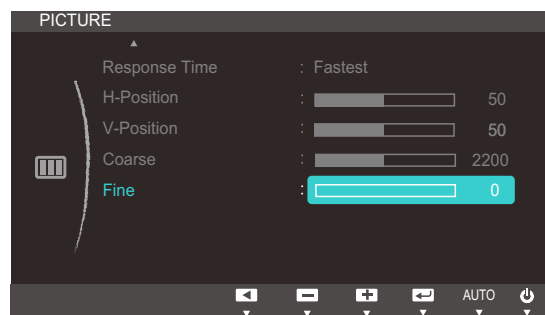 PICTURE
Response Time : Fastest
H-Position : 50
V-Position : 50
Coarse : 2200
Fine : 0
AUTO